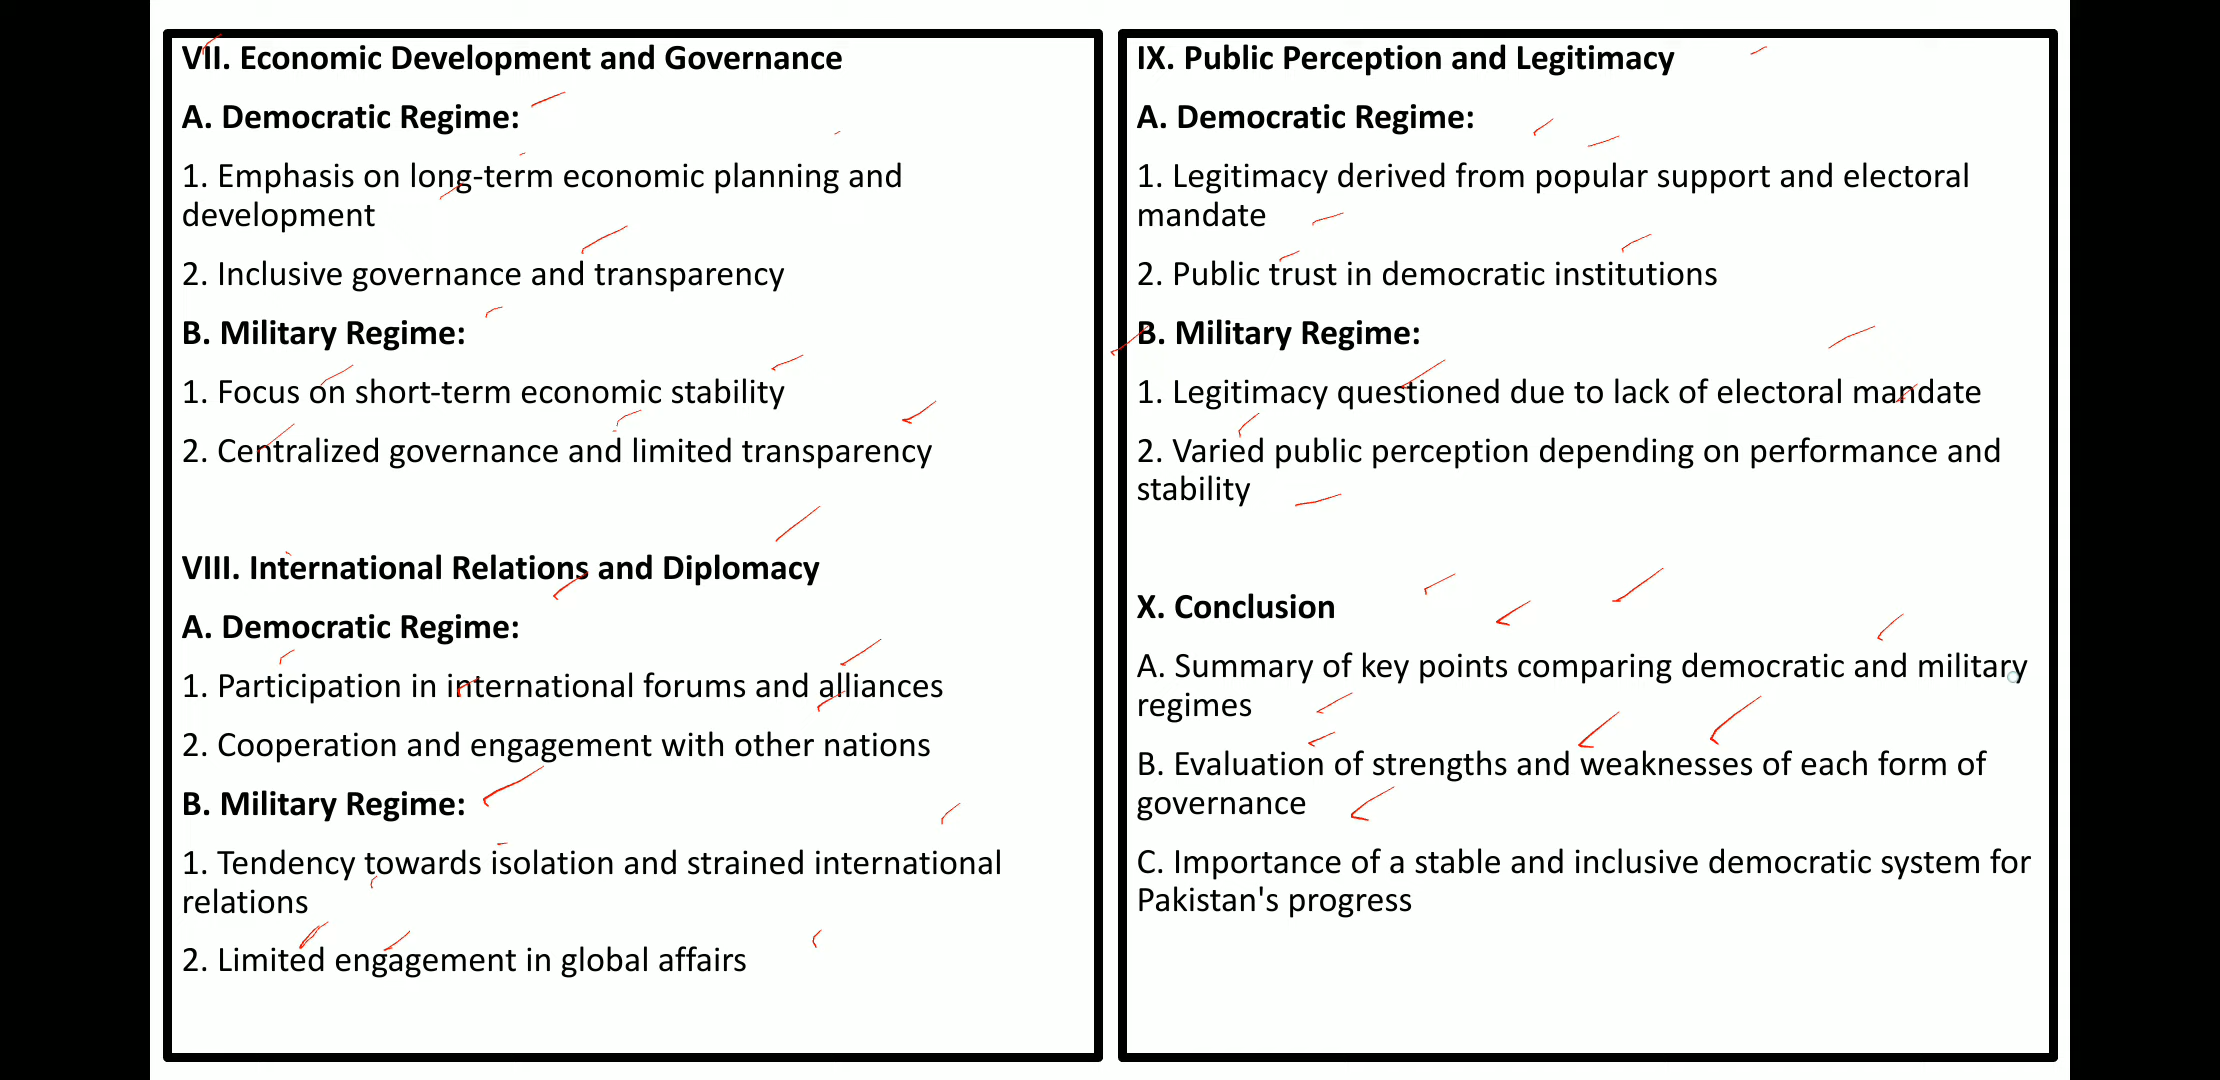 VII. Economic Development and Governance
A. Democratic Regime:
1. Emphasis on long-term economic planning and
development
2. Inclusive governance and transparency
B. Military Regime:
1. Focus on short-term economic stability
2. Centralized governance and limited transparency
VIII. International Relations and Diplomacy
A. Democratic Regime:
1. Participation in international forums and alliances
2. Cooperation and engagement with other nations
B. Military Regime:
1. Tendency towards isolation and strained international
relations
2. Limited engagement in global affairs
IX. Public Perception and Legitimacy
A. Democratic Regime:
1. Legitimacy derived from popular support and electoral
mandate
2. Public trust in democratic institutions
B. Military Regime:
1. Legitimacy questioned due to lack of electoral mandate
2. Varied public perception depending on performance and
stability
X. Conclusion
A. Summary of key points comparing democratic and military
regimes
B. Evaluation of strengths and weaknesses of each form of
governance
C. Importance of a stable and inclusive democratic system for
Pakistan's progress